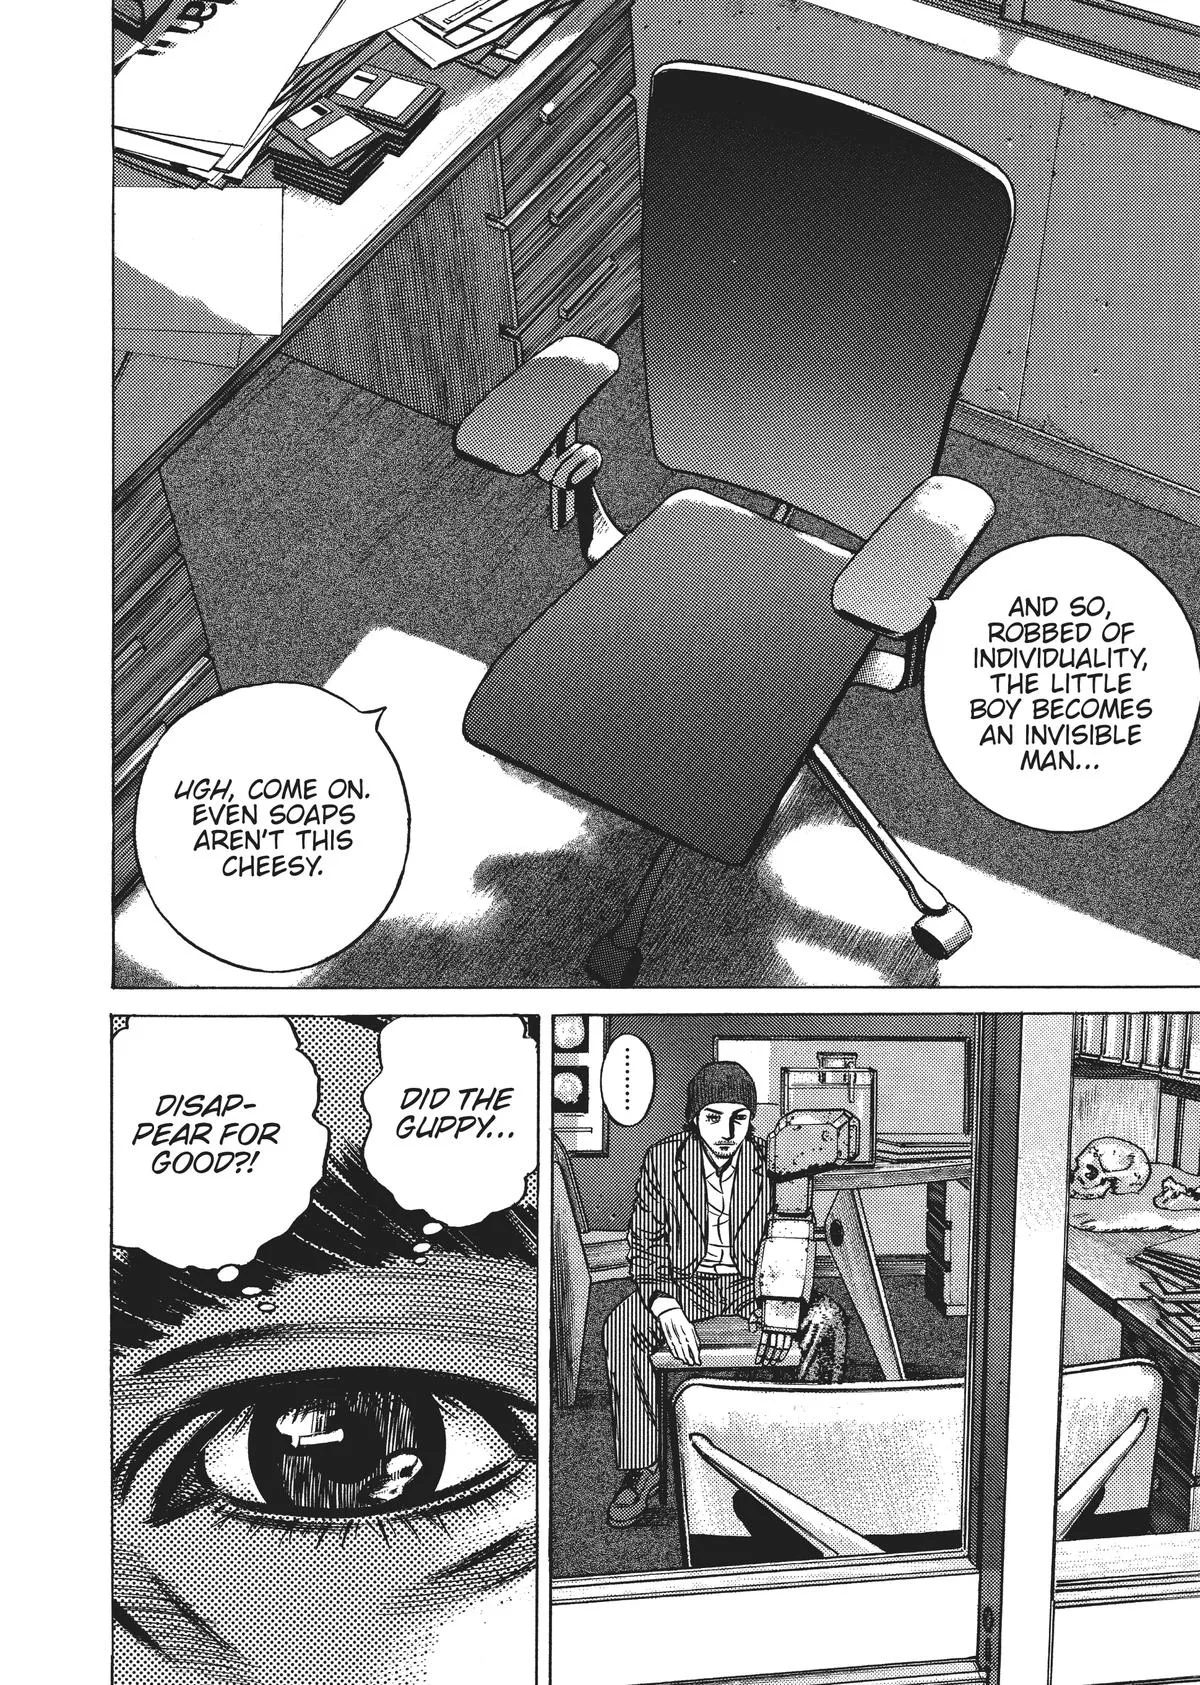 AND SO,
ROBBED OF
INDIVIDUALITY,
THE LITTLE
BOY BECOMES
AN INVISIBLE
MAN...
UGH, COME ON.
EVEN SOAPS
AREN'T THIS
CHEESY.
........
DID THE
GUPPY...
DISAP-
PEAR FOR
GOOD?!